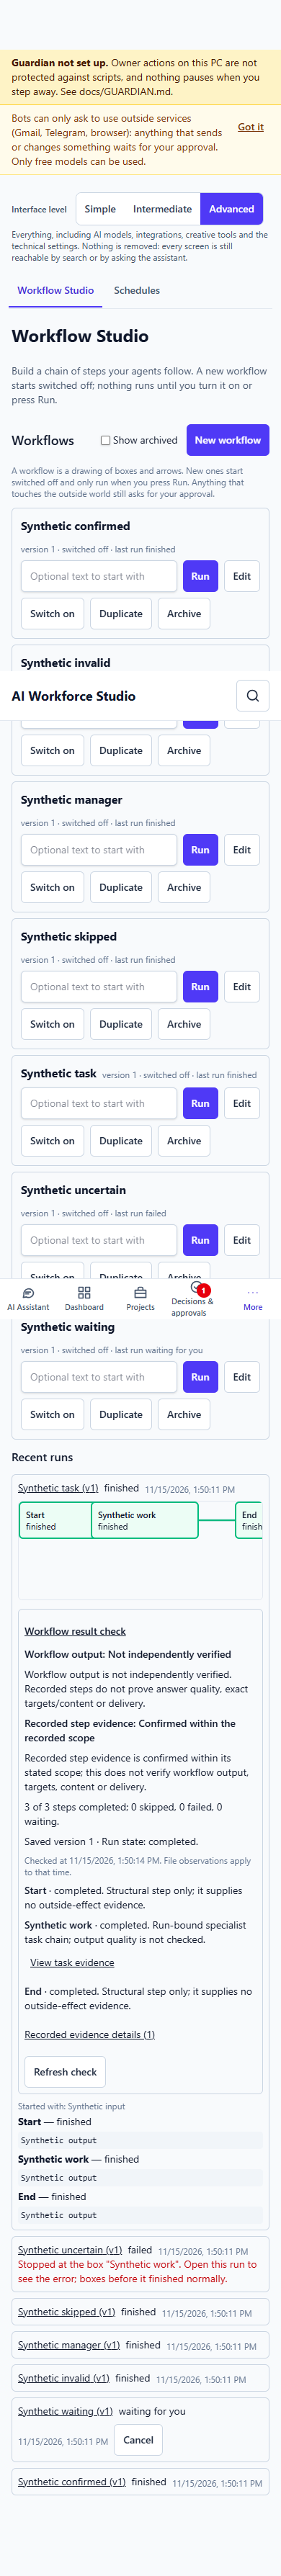 Guardian not set up. Owner actions on this PC are not
protected against scripts, and nothing pauses when you
step away. See docs/GUARDIAN.md.
Bots can only ask to use outside services
(Gmail, Telegram, browser): anything that sends
or changes something waits for your approval.
Only free models can be used.
Got it
Interface level
Simple
Intermediate
Advanced
Everything, including AI models, integrations, creative tools and the
technical settings. Nothing is removed: every screen is still
reachable by search or by asking the assistant.
Workflow Studio
Schedules
Workflow Studio
Build a chain of steps your agents follow. A new workflow
starts switched off; nothing runs until you turn it on or
press Run.
Workflows
Show archived
New workflow
A workflow is a drawing of boxes and arrows. New ones start
switched off and only run when you press Run. Anything that
touches the outside world still asks for your approval.
Synthetic confirmed
version 1 · switched off · last run finished
Optional text to start with
Run
Edit
Switch on
Duplicate
Archive
Synthetic invalid
AI Workforce Studio
Switch on
Duplicate
Archive
Synthetic manager
version 1 · switched off · last run finished
Optional text to start with
Run
Edit
Switch on
Duplicate
Archive
Synthetic skipped
version 1 · switched off · last run finished
Optional text to start with
Run
Edit
Switch on
Duplicate
Archive
Synthetic task version 1 · switched off · last run finished
Optional text to start with
Run
Edit
Switch on
Duplicate
Archive
Synthetic uncertain
version 1 · switched off · last run failed
Optional text to start with
Run
Edit
Switch on
Duplicate
Archive
AI Assistant
Dashboard
Projects
1
Decisions &
approvals
More
Synthetic waiting
version 1 · switched off · last run waiting for you
Optional text to start with
Run
Edit
Switch on
Duplicate
Archive
Recent runs
Synthetic task (v1) finished 11/15/2026, 1:50:11 PM
Start
finished
Synthetic work
finished
End
finish
Workflow result check
Workflow output: Not independently verified
Workflow output is not independently verified.
Recorded steps do not prove answer quality, exact
targets/content or delivery.
Recorded step evidence: Confirmed within the
recorded scope
Recorded step evidence is confirmed within its
stated scope; this does not verify workflow output,
targets, content or delivery.
3 of 3 steps completed; 0 skipped, 0 failed, 0
waiting.
Saved version 1 · Run state: completed.
Checked at 11/15/2026, 1:50:14 PM. File observations apply
to that time.
Start · completed. Structural step only; it supplies
no outside-effect evidence.
Synthetic work · completed. Run-bound specialist
task chain; output quality is not checked.
View task evidence
End · completed. Structural step only; it supplies no
outside-effect evidence.
Recorded evidence details (1)
Refresh check
Started with: Synthetic input
Start — finished
Synthetic output
Synthetic work — finished
Synthetic output
End — finished
Synthetic output
Synthetic uncertain (v1) failed 11/15/2026, 1:50:11 PM
Stopped at the box "Synthetic work". Open this run to
see the error; boxes before it finished normally.
Synthetic skipped (v1) finished 11/15/2026, 1:50:11 PM
Synthetic manager (v1) finished 11/15/2026, 1:50:11 PM
Synthetic invalid (v1) finished 11/15/2026, 1:50:11 PM
Synthetic waiting (v1) waiting for you
11/15/2026, 1:50:11 PM
Cancel
Synthetic confirmed (v1) finished 11/15/2026, 1:50:11 PM